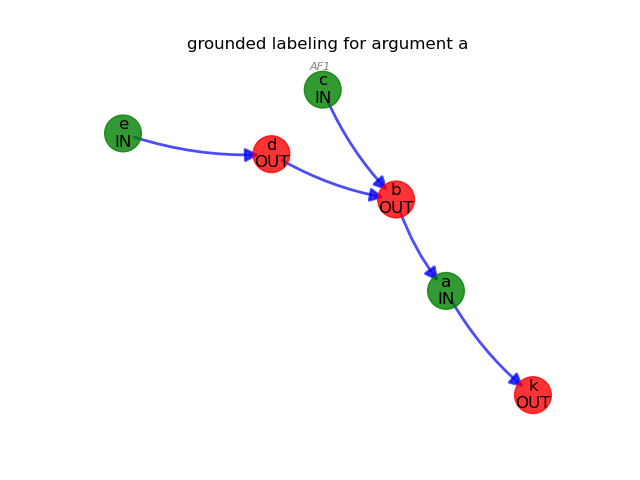 grounded labeling for argument a
AF1
c
IN
e
IN
d
OUT
b
OUT
a
IN
k
OUT